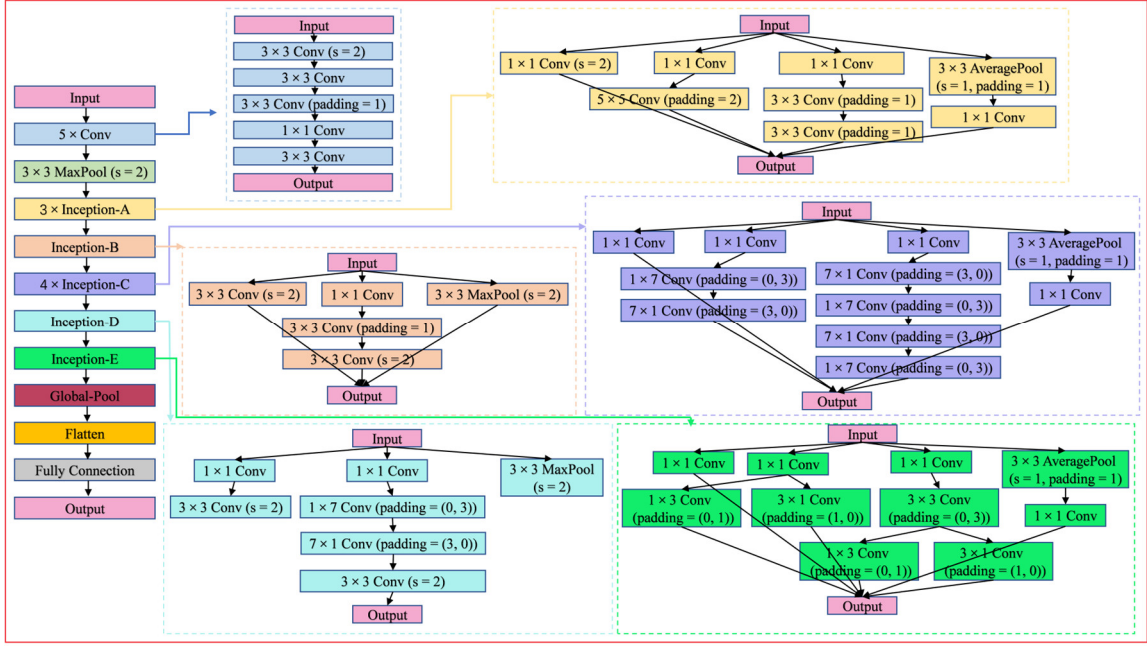 Input
5 × Conv
3 × 3 MaxPool (s = 2)
3 × Inception-A
Inception-B
4 × Inception-C
Inception-D
Inception-E
Global-Pool
Flatten
Fully Connection
Output
Input
3 × 3 Conv (s = 2)
3 × 3 Conv
3 × 3 Conv (padding = 1)
1 × 1 Conv
3 × 3 Conv
Output
Input
1 × 1 Conv (s = 2)
1 × 1 Conv
1 × 1 Conv
3 × 3 AveragePool
(s = 1, padding = 1)
5 × 5 Conv (padding = 2)
3 × 3 Conv (padding = 1)
1 × 1 Conv
3 × 3 Conv (padding = 1)
Output
Input
3 × 3 Conv (s = 2)
1 × 1 Conv
3 × 3 MaxPool (s = 2)
3 × 3 Conv (padding = 1)
3 × 3 Conv (s = 2)
Output
Input
1 × 1 Conv
1 × 1 Conv
1 × 1 Conv
3 × 3 AveragePool
(s = 1, padding = 1)
1 × 7 Conv (padding = (0, 3))
7 × 1 Conv (padding = (3, 0))
1 × 1 Conv
7 × 1 Conv (padding = (3, 0))
1 × 7 Conv (padding = (0, 3))
7 × 1 Conv (padding = (3, 0))
1 × 7 Conv (padding = (0, 3))
Output
Input
1 × 1 Conv
1 × 1 Conv
3 × 3 MaxPool
(s = 2)
3 × 3 Conv (s = 2)
1 × 7 Conv (padding = (0, 3))
7 × 1 Conv (padding = (3, 0))
3 × 3 Conv (s = 2)
Output
Input
1 × 1 Conv
1 × 1 Conv
1 × 1 Conv
3 × 3 AveragePool
(s = 1, padding = 1)
1 × 3 Conv
(padding = (0, 1))
3 × 1 Conv
(padding = (1, 0))
3 × 3 Conv
(padding = (0, 3))
1 × 1 Conv
1 × 3 Conv
(padding = (0, 1))
3 × 1 Conv
(padding = (1, 0))
Output